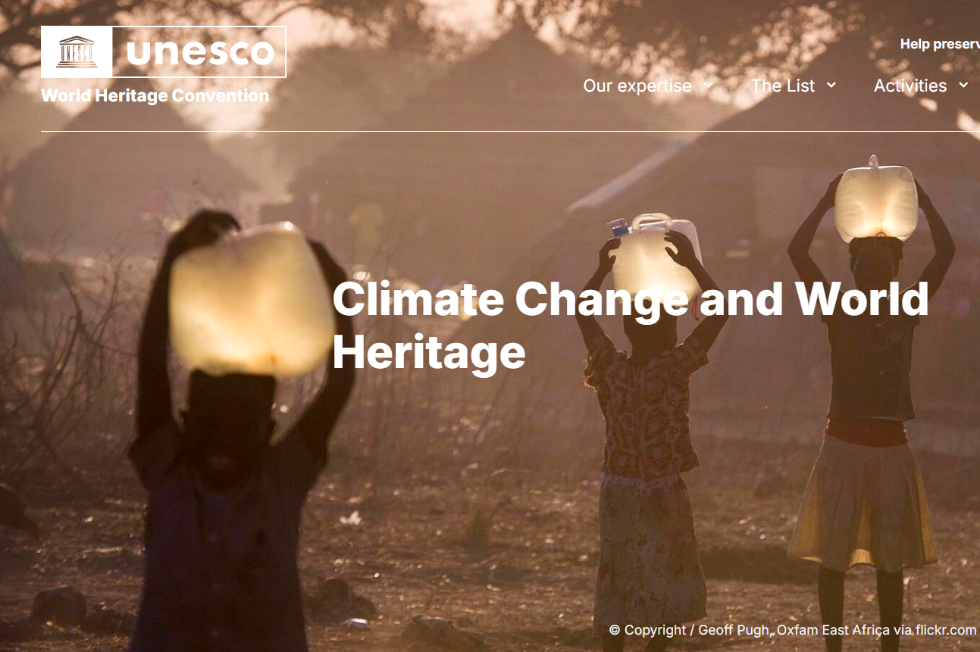 unesco
World Heritage Convention
Help preserv
Our expertise
The List
Activities
Climate Change and World
Heritage
© Copyright / Geoff Pugh, Oxfam East Africa via flickr.com